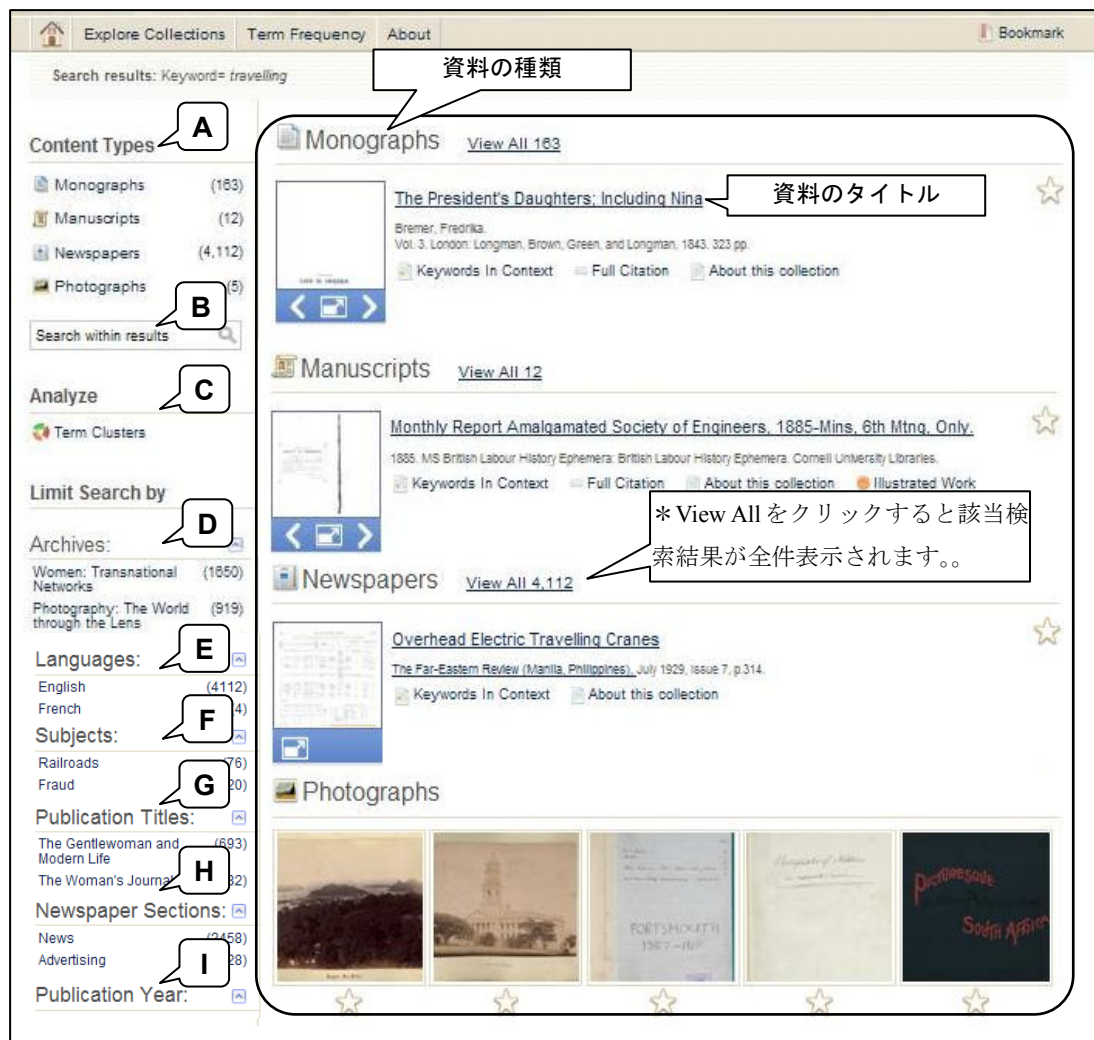 Explore Collections Term Frequency About Bookmark
Search results: Keyword= travelling
資料の種類
A
Content Types
Monographs (163)
Manuscripts (12)
Newspapers (4,112)
Photographs (5)
B
Search within results
C
Analyze
Term Clusters
Limit Search by
D
Archives:
Women: Transnational (1650)
Networks
Photography: The World (919)
through the Lens
E
Languages:
English (4112)
French 4)
F
Subjects:
Railroads 76)
Fraud 20)
G
Publication Titles:
The Gentlewoman and (693)
Modern Life
The Woman's Journal 32)
H
Newspaper Sections:
News (2458)
Advertising 28)
I
Publication Year:
Monographs View All 163
The President's Daughters; Including Nina
資料のタイトル
Bremer, Fredrika.
Vol. 3. London: Longman, Brown, Green, and Longman, 1843. 323 pp.
Keywords In Context Full Citation About this collection
Manuscripts View All 12
Monthly Report Amalgamated Society of Engineers, 1885-Mins, 6th Mtng, Only.
1885. MS British Labour History Ephemera: British Labour History Ephemera. Cornell University Libraries.
Keywords In Context Full Citation About this collection Illustrated Work
＊View Allをクリックすると該当検
索結果が全件表示されます。。
Newspapers View All 4,112
Overhead Electric Travelling Cranes
The Far-Eastern Review (Manila, Philippines), July 1929, Issue 7, p.314.
Keywords In Context About this collection
Photographs
PORTSMOUTH
PICTURESQUE
SOUTH AFRICA